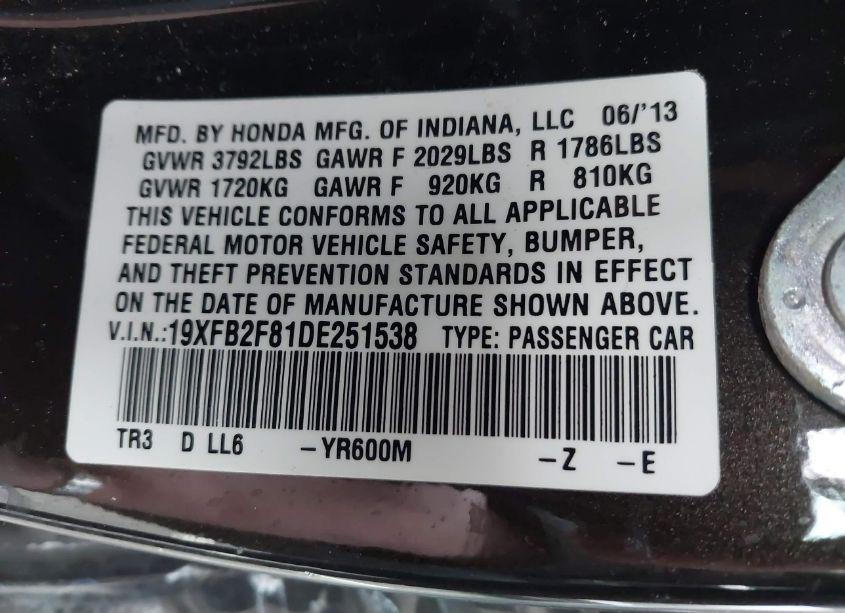 MFD. BY HONDA MFG. OF INDIANA, LLC 06/'13
GVWR 3792LBS GAWR F 2029LBS R 1786LBS
GVWR 1720KG GAWR F 920KG R 810KG
THIS VEHICLE CONFORMS TO ALL APPLICABLE
FEDERAL MOTOR VEHICLE SAFETY, BUMPER,
AND THEFT PREVENTION STANDARDS IN EFFECT
ON THE DATE OF MANUFACTURE SHOWN ABOVE.
V.I.N.:19XFB2F81DE251538 TYPE: PASSENGER CAR
TR3 D LL6 -YR600M -Z -E